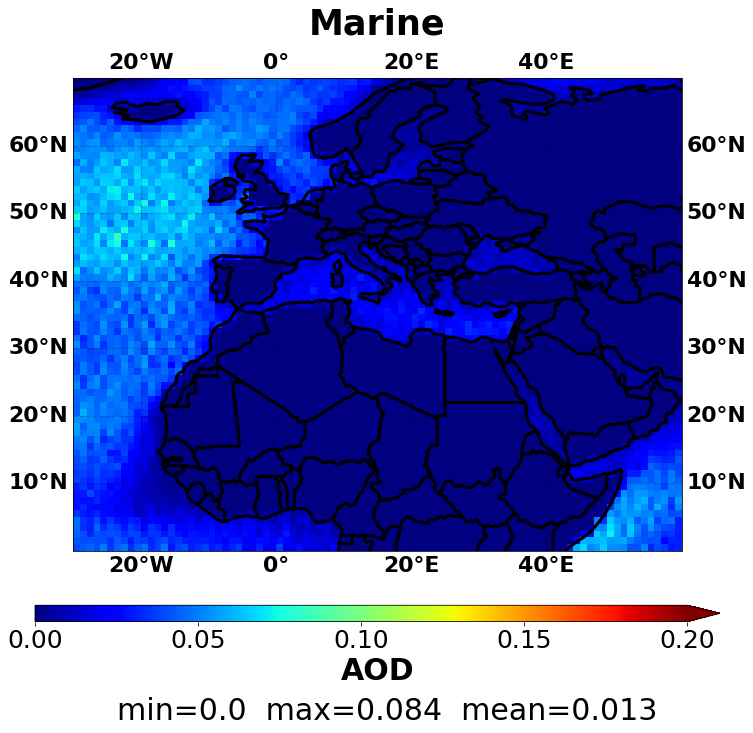 Marine
20°W 0° 20°E 40°E
60°N 60°N
50°N 50°N
40°N 40°N
30°N 30°N
20°N 20°N
10°N 10°N
20°W 0° 20°E 40°E
0.00 0.05 0.10 0.15 0.20
AOD
min=0.0 max=0.084 mean=0.013